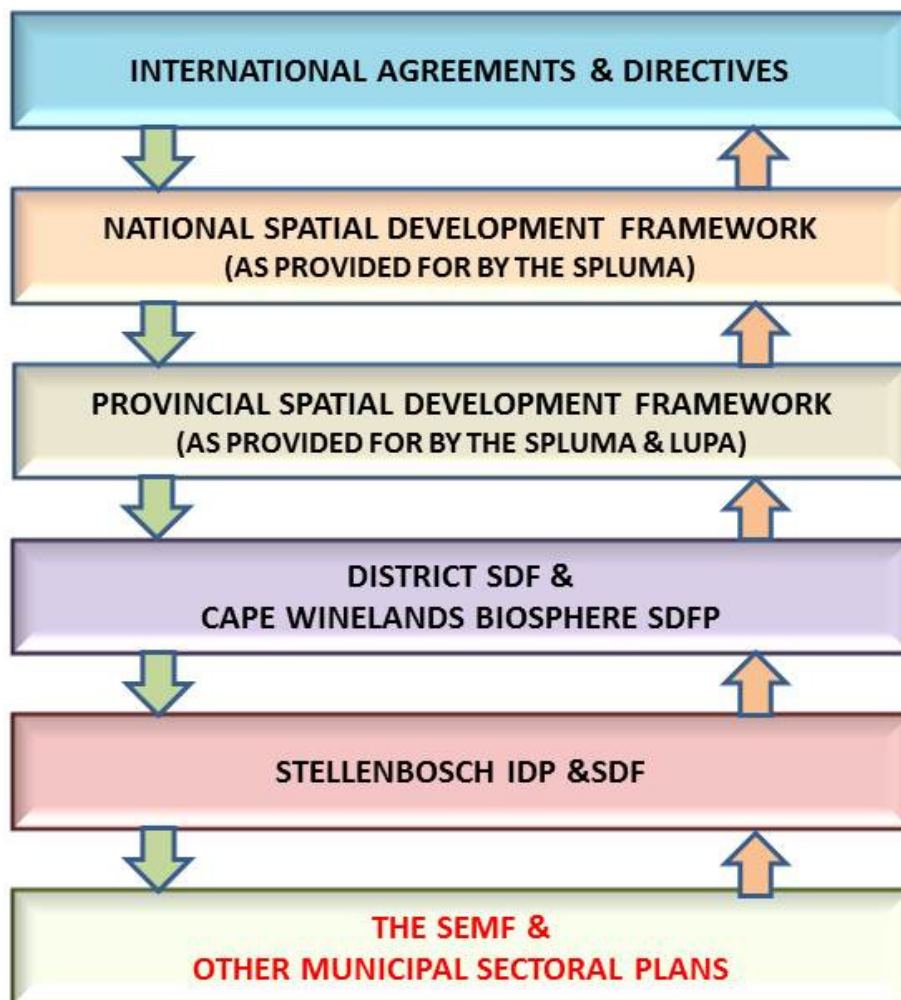 INTERNATIONAL AGREEMENTS & DIRECTIVES
NATIONAL SPATIAL DEVELOPMENT FRAMEWORK
(AS PROVIDED FOR BY THE SPLUMA)
PROVINCIAL SPATIAL DEVELOPMENT FRAMEWORK
(AS PROVIDED FOR BY THE SPLUMA & LUPA)
DISTRICT SDF &
CAPE WINELANDS BIOSPHERE SDFP
STELLENBOSCH IDP &SDF
THE SEMF &
OTHER MUNICIPAL SECTORAL PLANS